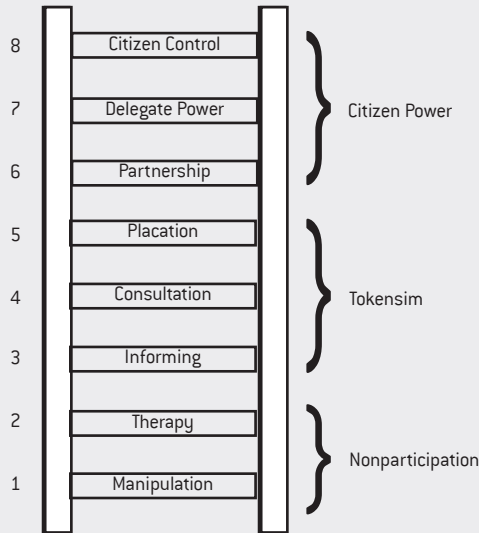 8 Citizen Control
7 Delegate Power Citizen Power
6 Partnership
5 Placation
4 Consultation Tokensim
3 Informing
2 Therapy
Nonparticipation
1 Manipulation